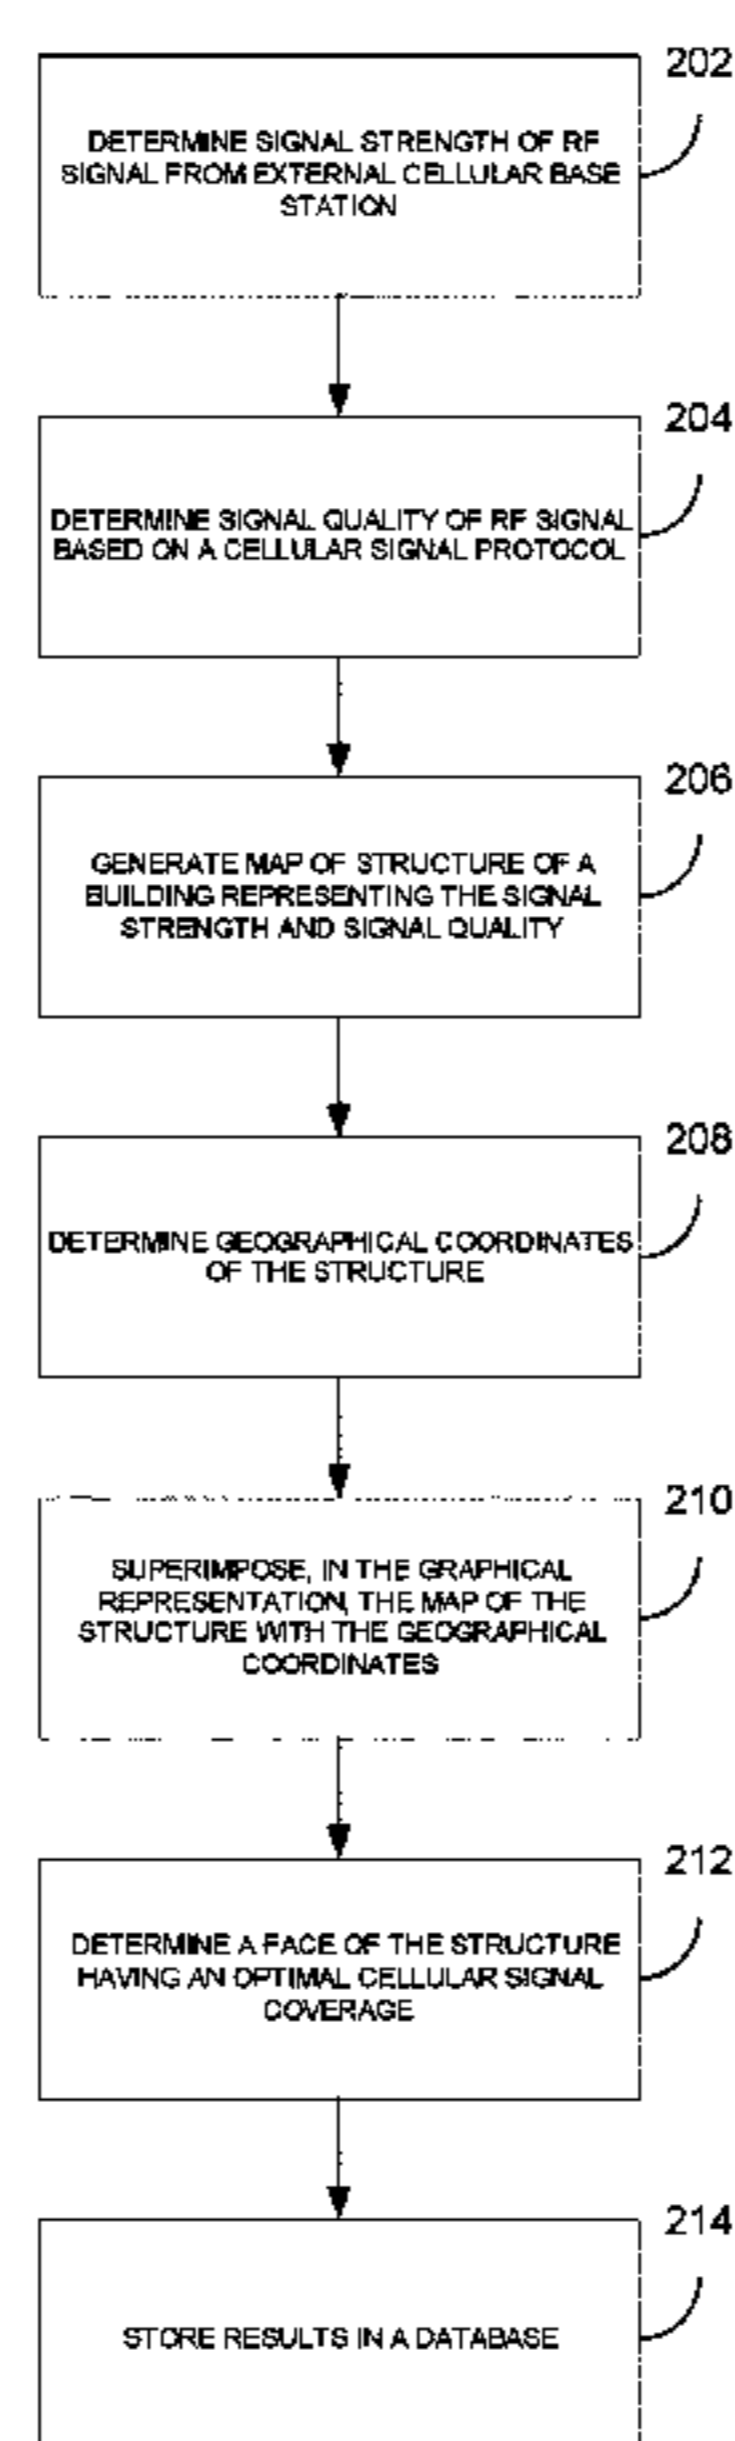 202
DETERMINE SIGNAL STRENGTH OF RF
SIGNAL FROM EXTERNAL CELLULAR BASE
STATION
204
DETERMINE SIGNAL QUALITY OF RF SIGNAL
BASED ON A CELLULAR SIGNAL PROTOCOL
206
GENERATE MAP OF STRUCTURE OF A
BUILDING REPRESENTING THE SIGNAL
STRENGTH AND SIGNAL QUALITY
208
DETERMINE GEOGRAPHICAL COORDINATES
OF THE STRUCTURE
210
SUPERIMPOSE, IN THE GRAPHICAL
REPRESENTATION, THE MAP OF THE
STRUCTURE WITH THE GEOGRAPHICAL
COORDINATES
212
DETERMINE A FACE OF THE STRUCTURE
HAVING AN OPTIMAL CELLULAR SIGNAL
COVERAGE
214
STORE RESULTS IN A DATABASE